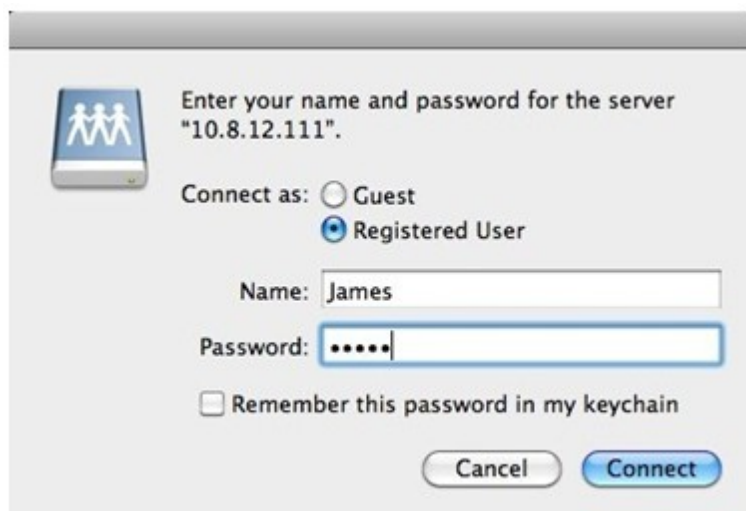 Enter your name and password for the server
“10.8.12.111”.
Connect as: Guest
Registered User
Name: James
Password: •••••
Remember this password in my keychain
Cancel Connect